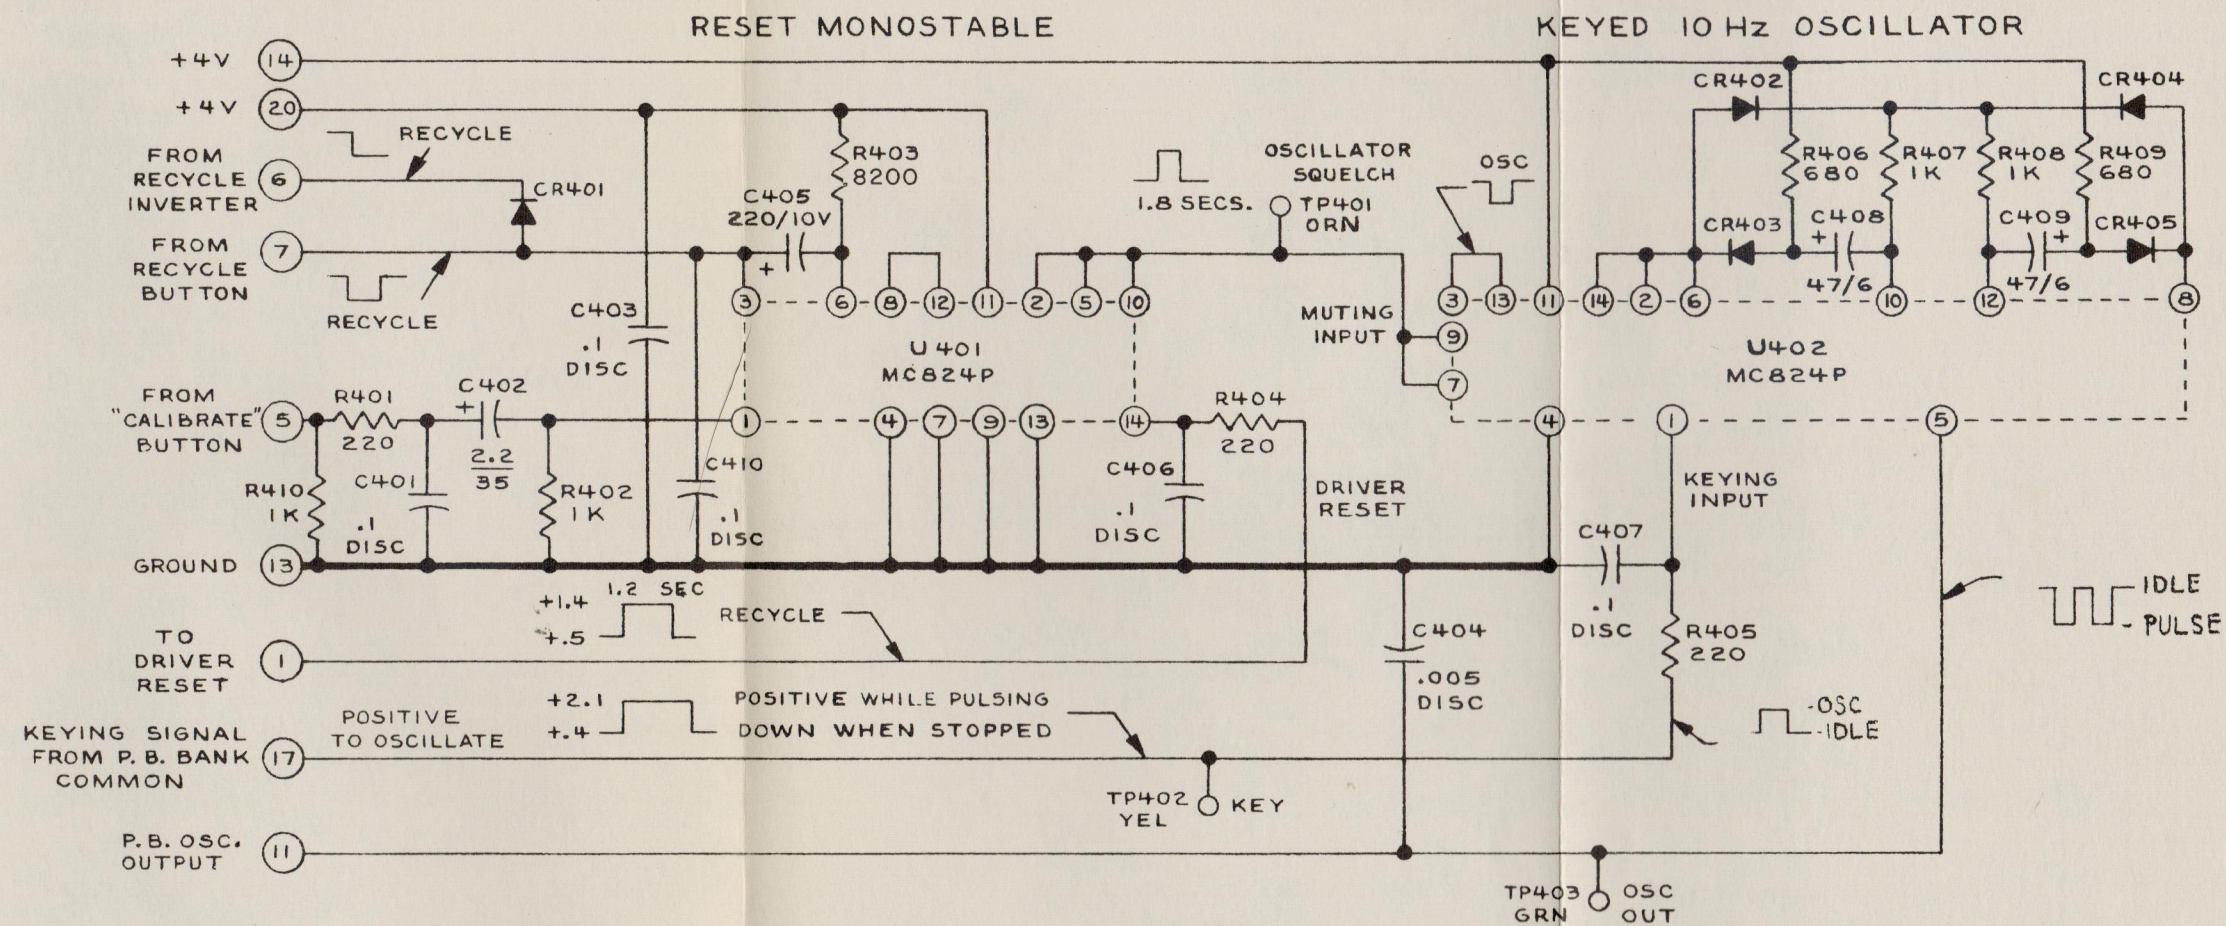 RESET MONOSTABLE
KEYED 10 Hz OSCILLATOR
+4V
14
+4V
20
RECYCLE
FROM
RECYCLE
INVERTER
6
CR401
FROM
RECYCLE
BUTTON
7
RECYCLE
C403
.1
DISC
C405
220/10V
+
R403
8200
3
6
8
12
11
2
5
10
U401
MC824P
1
4
7
9
13
14
1.8 SECS.
OSCILLATOR
SQUELCH
TP401
ORN
OSC
MUTING
INPUT
3
13
11
14
2
6
10
12
8
9
7
CR402
CR404
R406
680
R407
1K
R408
1K
R409
680
CR403
C408
+
47/6
C409
+
47/6
CR405
U402
MC824P
4
1
5
FROM
"CALIBRATE"
BUTTON
5
R401
220
C402
+
2.2
35
R410
1K
C401
.1
DISC
R402
1K
C410
.1
DISC
C406
.1
DISC
R404
220
DRIVER
RESET
KEYING
INPUT
GROUND
13
C407
.1
DISC
1.2 SEC
+1.4
+.5
RECYCLE
TO
DRIVER
RESET
1
C404
.005
DISC
R405
220
IDLE
- PULSE
+2.1
+.4
POSITIVE WHILE PULSING
DOWN WHEN STOPPED
-OSC
-IDLE
KEYING SIGNAL
FROM P.B. BANK
COMMON
17
POSITIVE
TO OSCILLATE
TP402
YEL
KEY
P.B. OSC.
OUTPUT
11
TP403
GRN
OSC
OUT